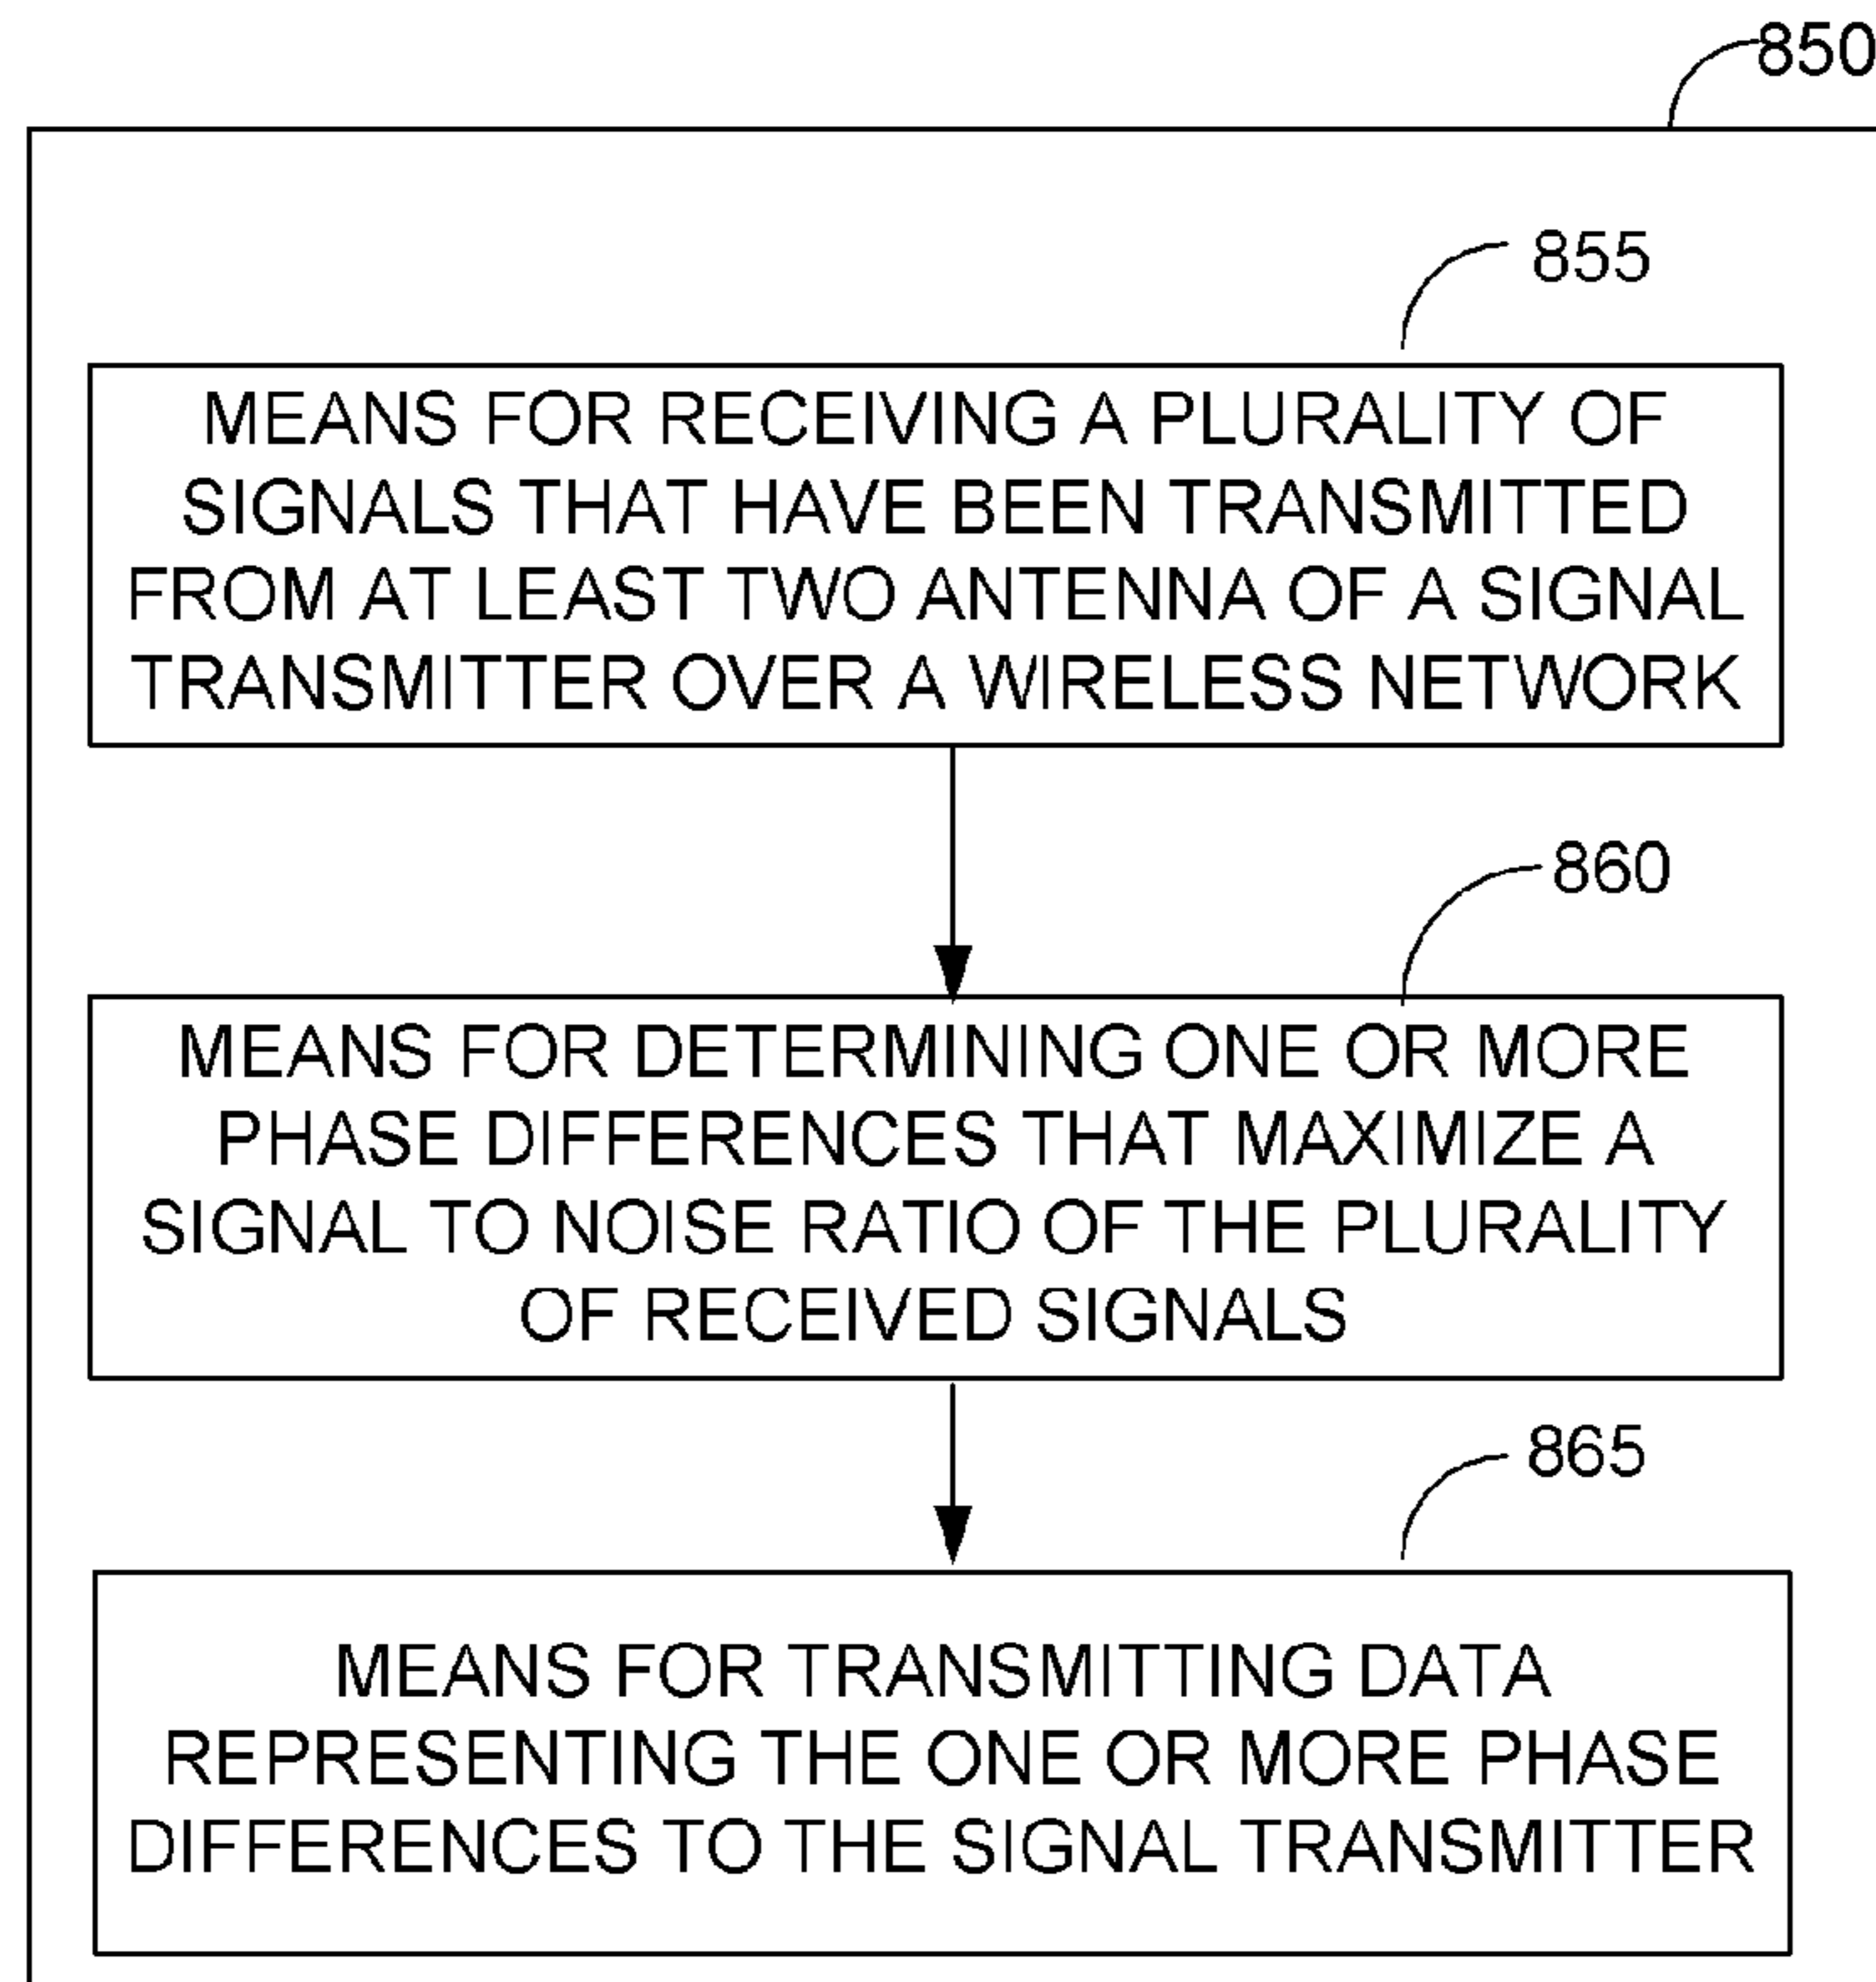 850
855
MEANS FOR RECEIVING A PLURALITY OF
SIGNALS THAT HAVE BEEN TRANSMITTED
FROM AT LEAST TWO ANTENNA OF A SIGNAL
TRANSMITTER OVER A WIRELESS NETWORK
860
MEANS FOR DETERMINING ONE OR MORE
PHASE DIFFERENCES THAT MAXIMIZE A
SIGNAL TO NOISE RATIO OF THE PLURALITY
OF RECEIVED SIGNALS
865
MEANS FOR TRANSMITTING DATA
REPRESENTING THE ONE OR MORE PHASE
DIFFERENCES TO THE SIGNAL TRANSMITTER